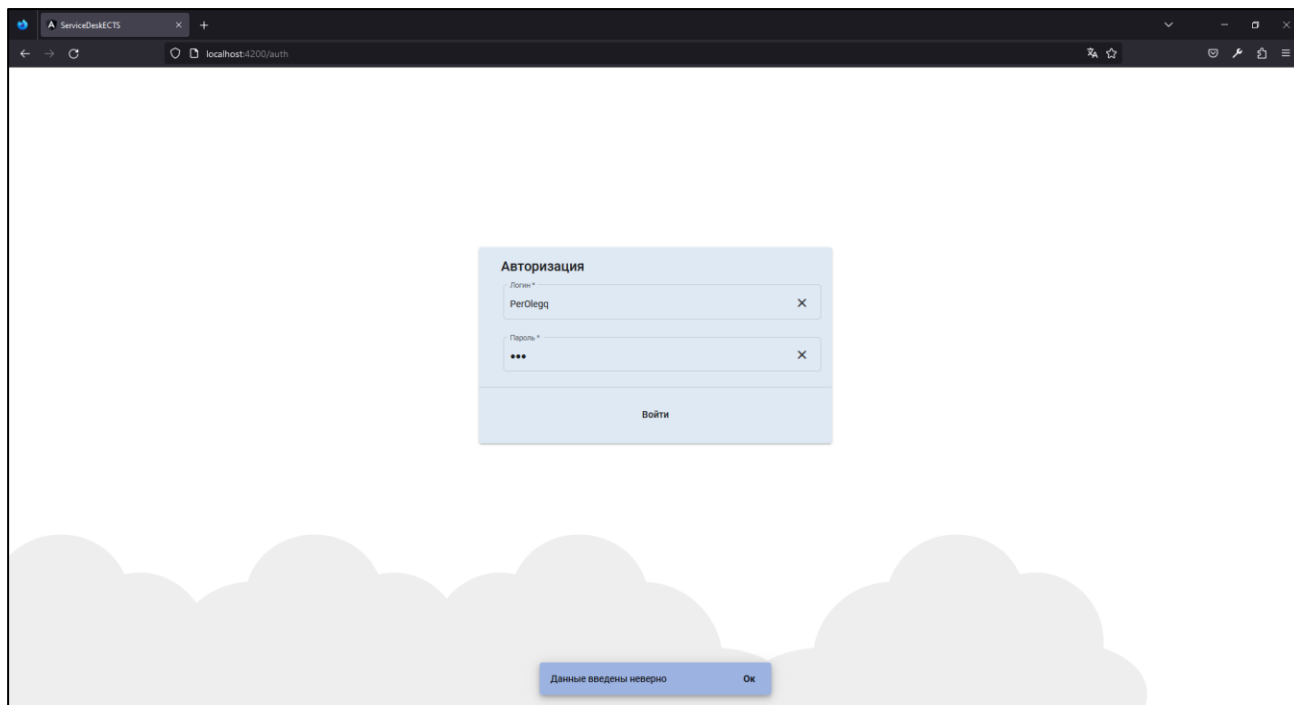 ServiceDeskECTS
localhost:4200/auth
Авторизация
Логин *
PerOlegq
Пароль *
•••
Войти
Данные введены неверно Ок